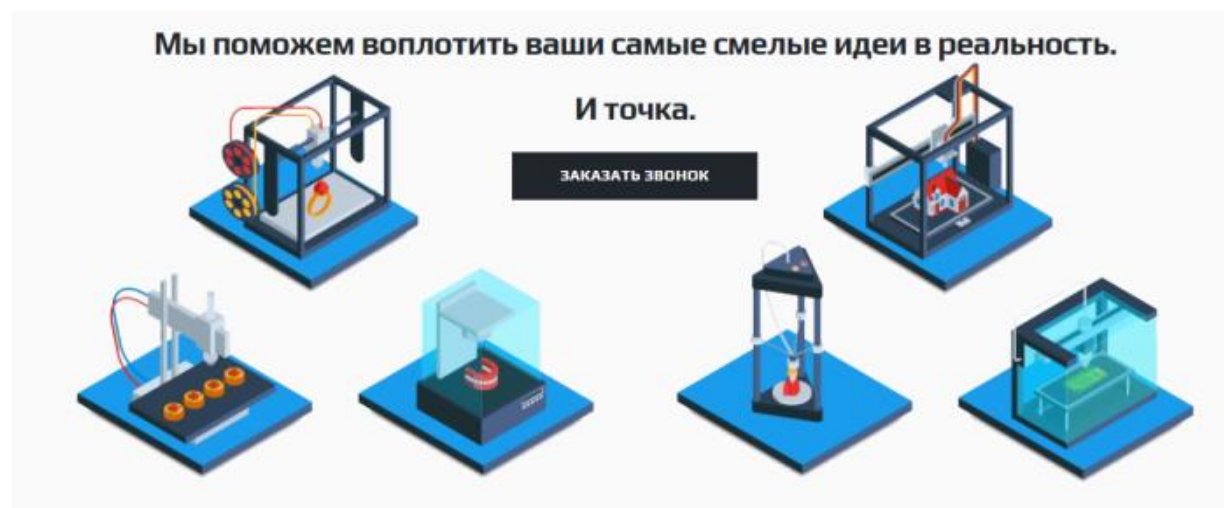 Мы поможем воплотить ваши самые смелые идеи в реальность.
И точка.
ЗАКАЗАТЬ ЗВОНОК